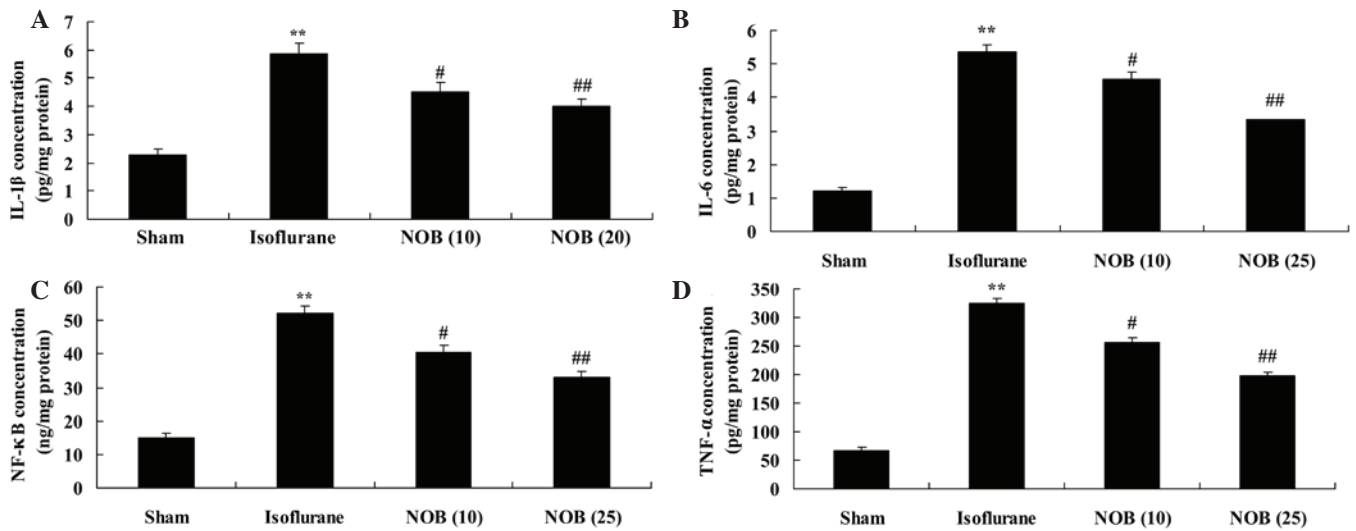 A
IL-1β concentration
(pg/mg protein)
8
7
6
5
4
3
2
1
0
**
#
##
Sham Isoflurane NOB (10) NOB (20)
B
IL-6 concentration
(pg/mg protein)
6
5
4
3
2
1
0
**
#
##
Sham Isoflurane NOB (10) NOB (25)
C
NF-κB concentration
(ng/mg protein)
60
50
40
30
20
10
0
**
#
##
Sham Isoflurane NOB (10) NOB (25)
D
TNF-α concentration
(pg/mg protein)
350
300
250
200
150
100
50
0
**
#
##
Sham Isoflurane NOB (10) NOB (25)